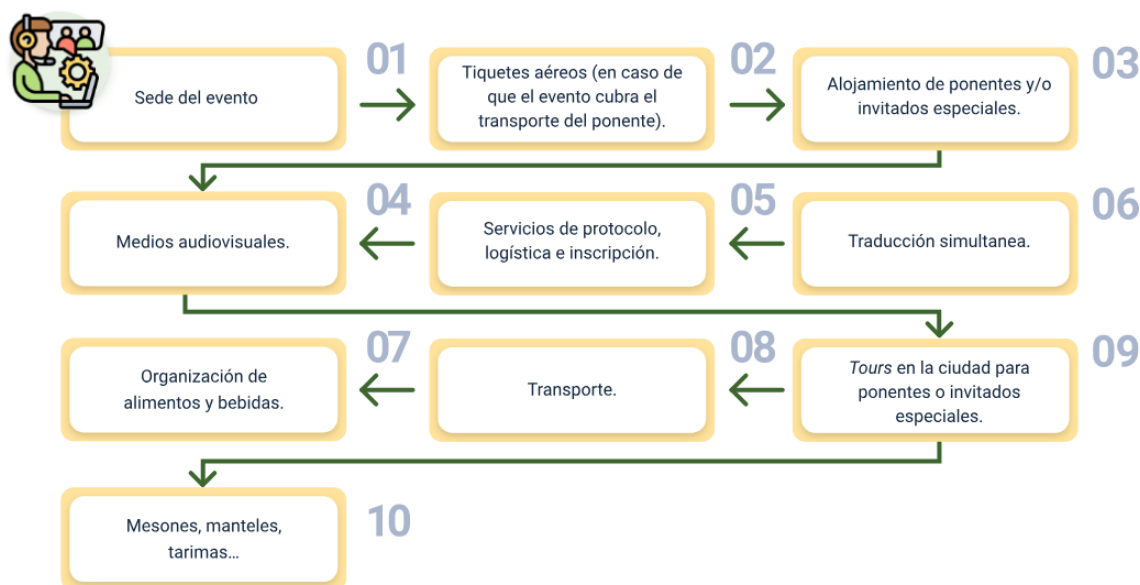 Sede del evento
01
Tiquetes aéreos (en caso de
que el evento cubra el
transporte del ponente).
02
Alojamiento de ponentes y/o
invitados especiales.
03
Medios audiovisuales.
04
Servicios de protocolo,
logística e inscripción.
05
Traducción simultanea.
06
Organización de
alimentos y bebidas.
07
Transporte.
08
Tours en la ciudad para
ponentes o invitados
especiales.
09
Mesones, manteles,
tarimas...
10